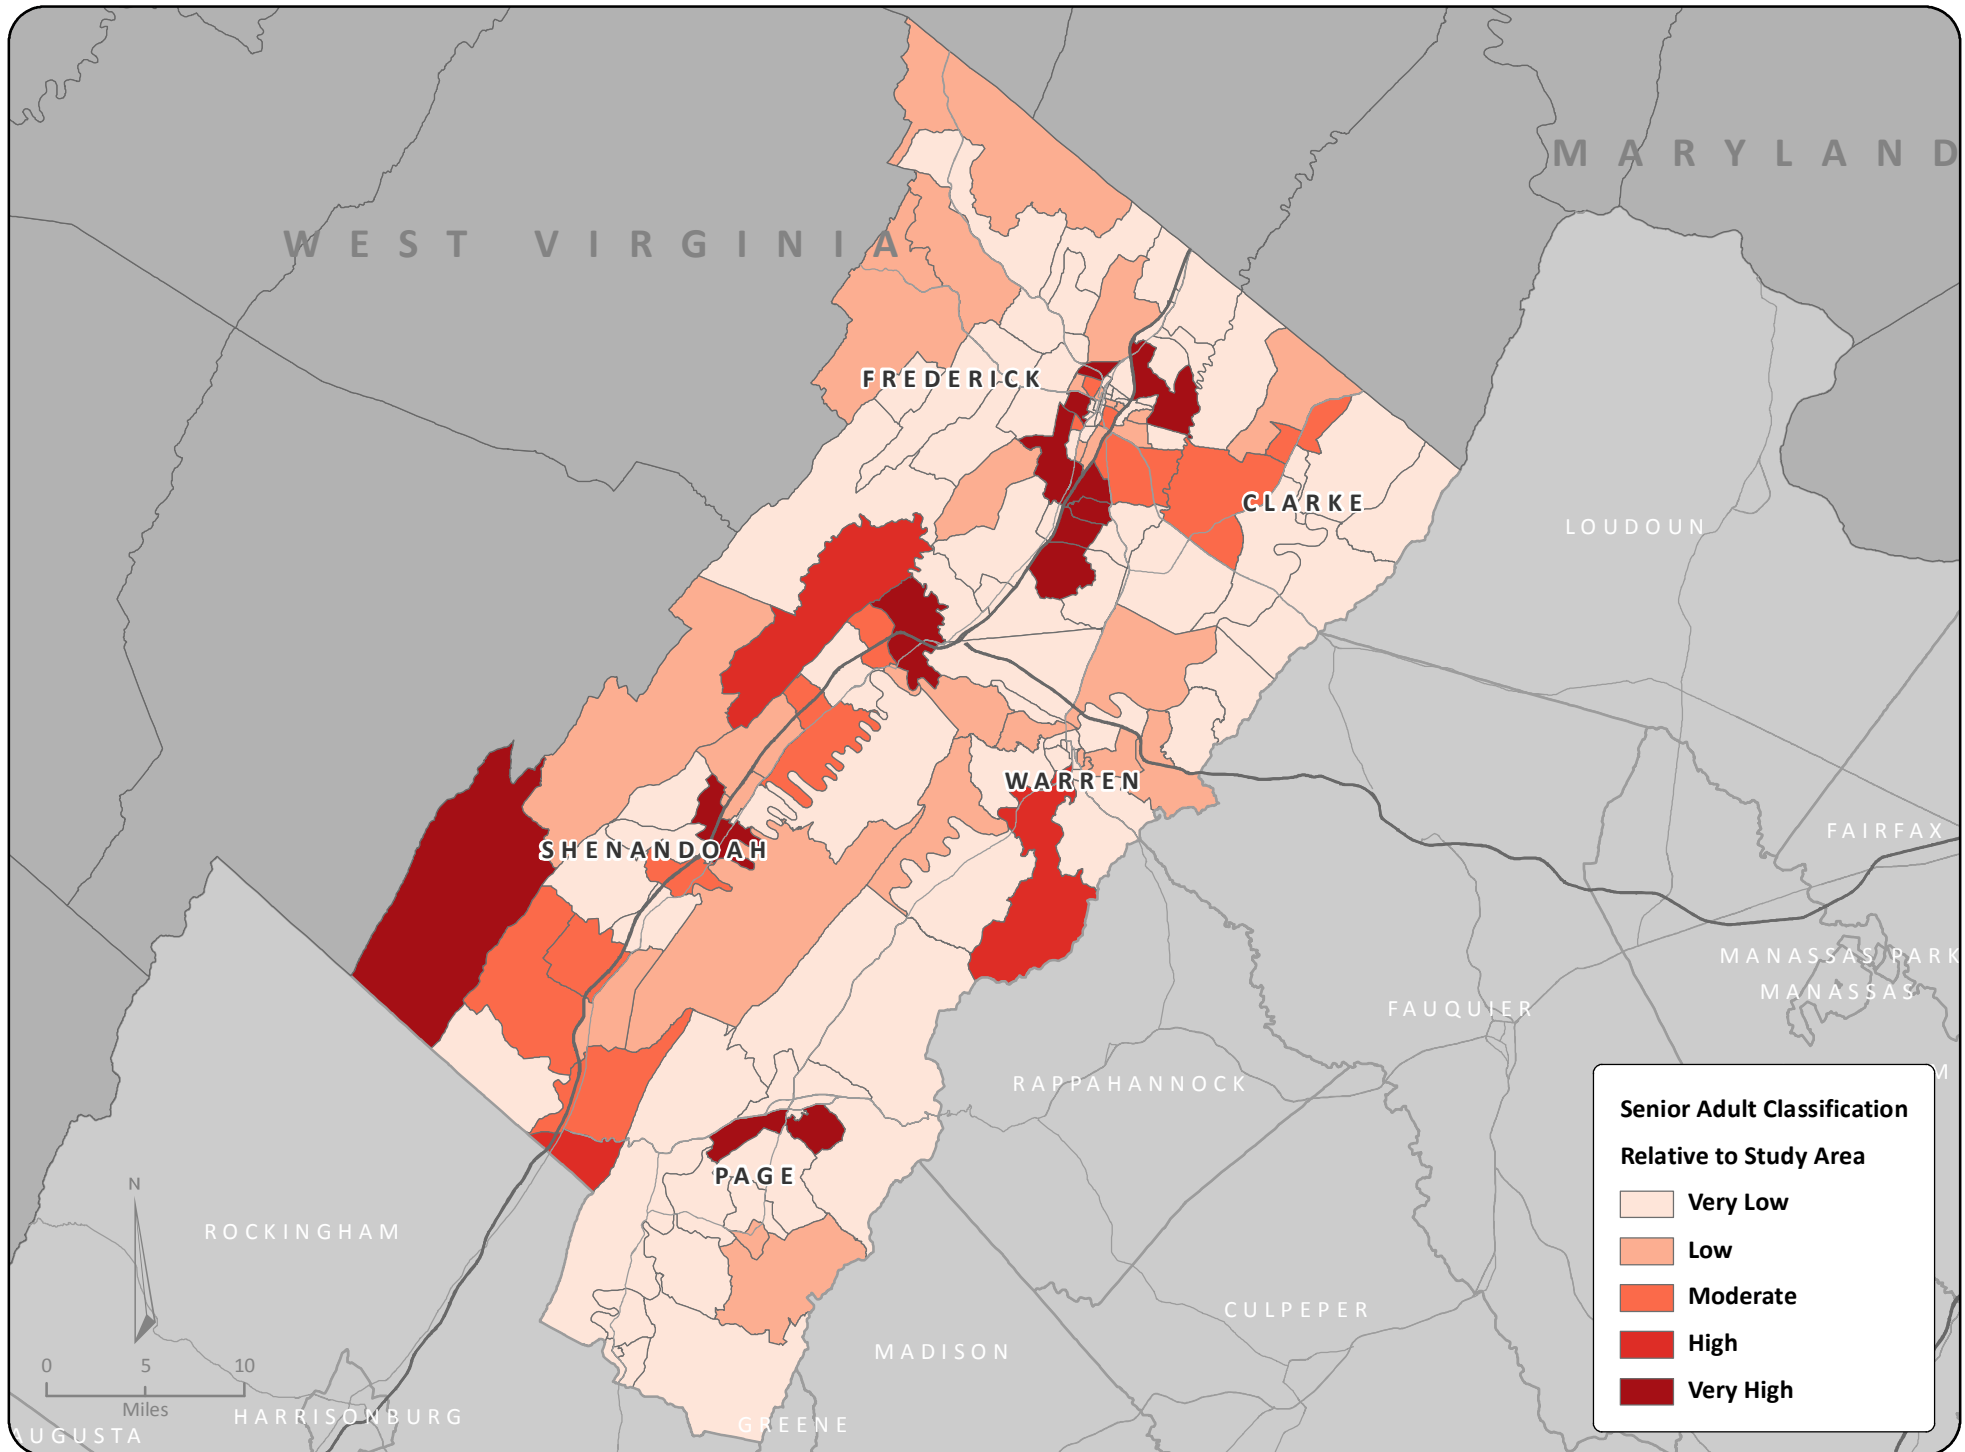 MARYLAND
WEST VIRGINIA
FREDERICK
CLARKE
LOUDOUN
WARREN
FAIRFAX
SHENANDOAH
MANASSAS PARK
MANASSAS
FAUQUIER
RAPPAHANNOCK
M
PAGE
ROCKINGHAM
CULPEPER
MADISON
HARRISONBURG
GREENE
AUGUSTA
N
0 5 10
Miles
Senior Adult Classification
Relative to Study Area
Very Low
Low
Moderate
High
Very High